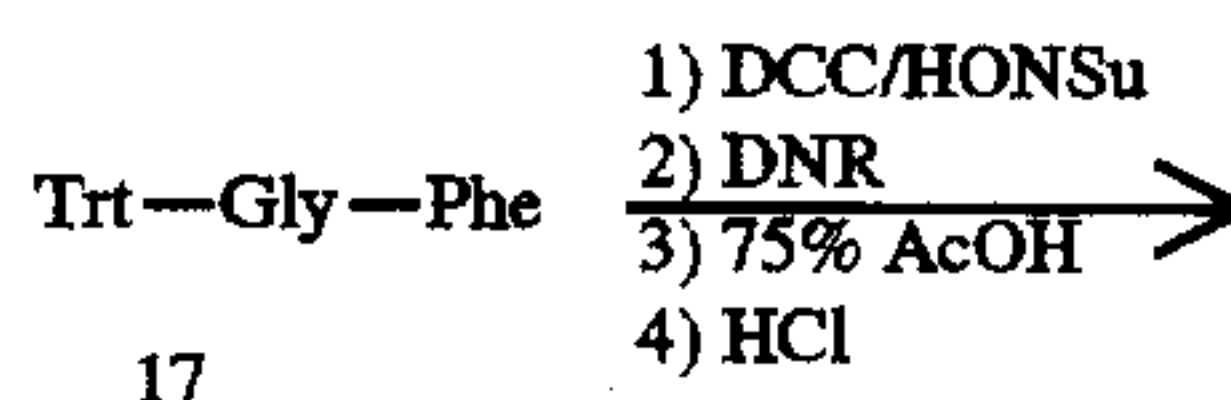 1) DCC/HONSu
2) DNR
Trt—Gly—Phe
3) 75% AcOH
4) HCl
17